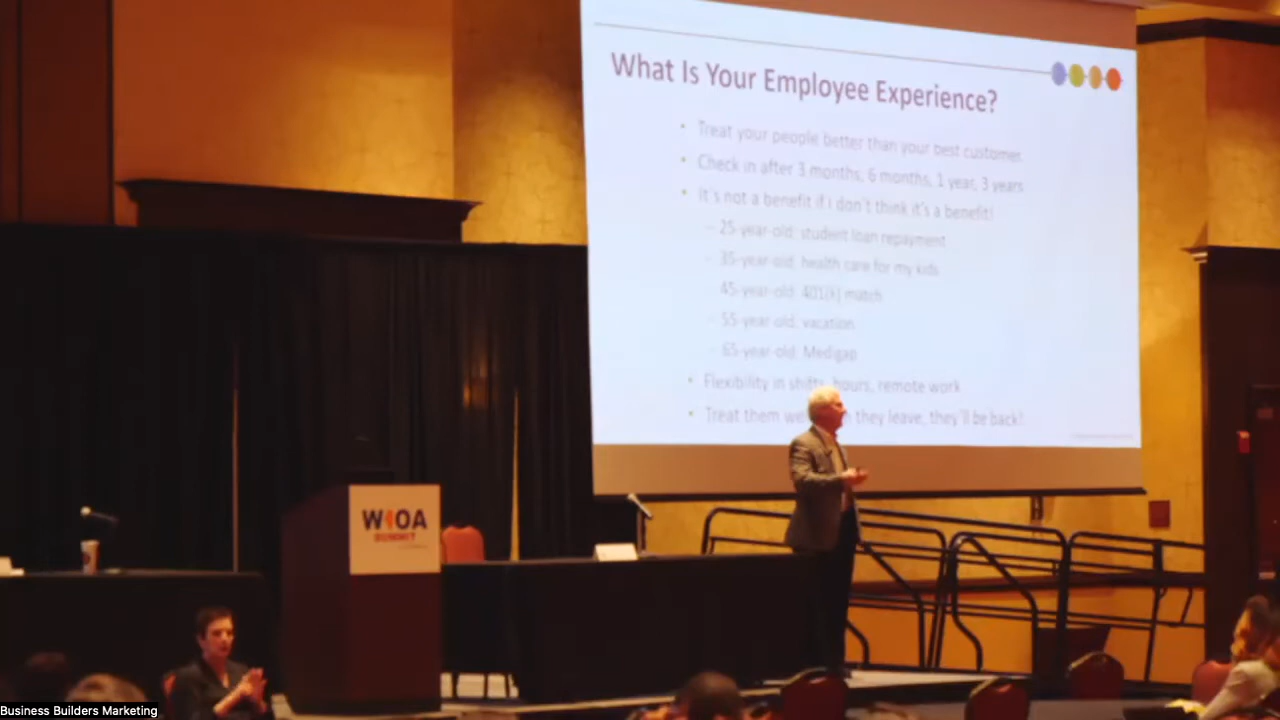 What Is Your Employee Experience?
• Treat your people better than your best customer.
• Check in after 3 months, 6 months, 1 year, 3 years
• It's not a benefit if I don't think it's a benefit!
– 25-year-old: student loan repayment
– 35-year-old: health care for my kids
– 45-year-old: 401(k) match
– 55-year old: vacation
– 65-year-old: Medigap
• Flexibility in shifts, hours, remote work
• Treat them we they leave, they'll be back!
WIOA
SUMMIT
Business Builders Marketing